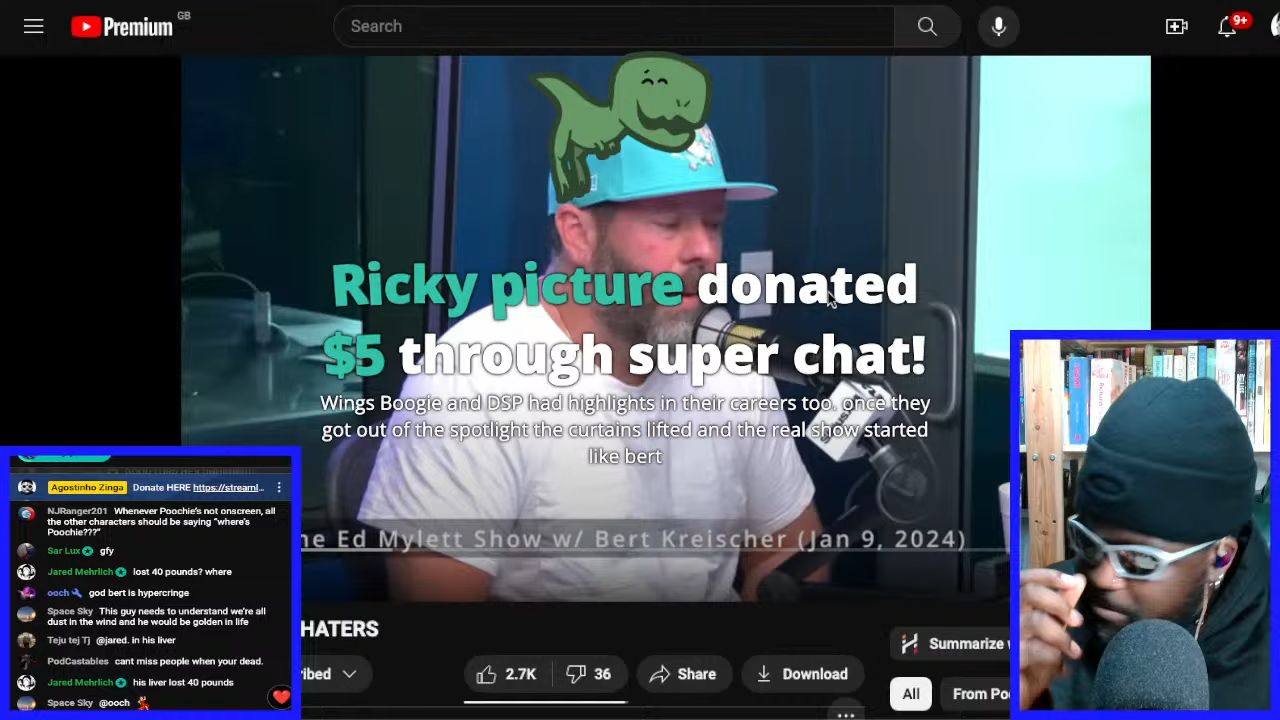 Premium
GB
Search
9+
Ricky picture donated
$5 through super chat!
Wings Boogie and DSP had highlights in their careers too. once they
got out of the spotlight the curtains lifted and the real show started
like bert
he Ed Mylett Show w/ Bert Kreischer (Jan 9, 2024)
HATERS
ribed
2.7K
36
Share
Download
Summarize
All
From Po
Agostinho Zinga Donate HERE https://streaml...
NJRanger201 Whenever Poochie's not onscreen, all
the other characters should be saying "where's
Poochie???"
Sar Lux gfy
Jared Mehrlich lost 40 pounds? where
ooch god bert is hypercringe
Space Sky This guy needs to understand we're all
dust in the wind and he would be golden in life
Teju tej Tj @jared. in his liver
PodCastables cant miss people when your dead.
Jared Mehrlich his liver lost 40 pounds
Space Sky @ooch